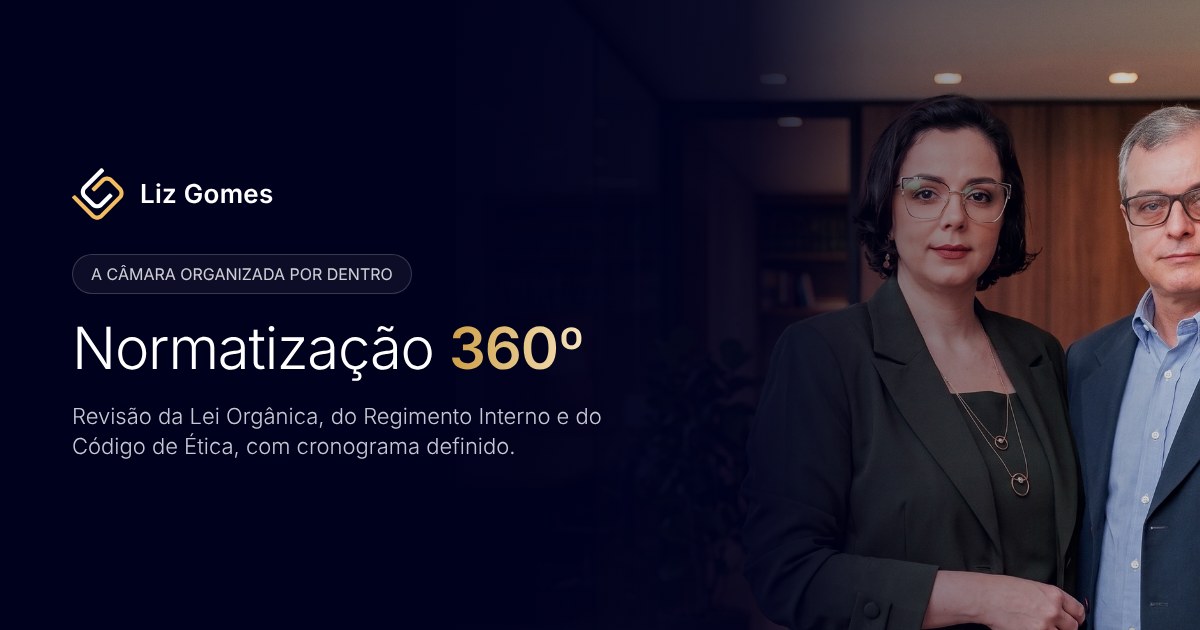 Liz Gomes
A CÂMARA ORGANIZADA POR DENTRO
Normatização 360º
Revisão da Lei Orgânica, do Regimento Interno e do
Código de Ética, com cronograma definido.